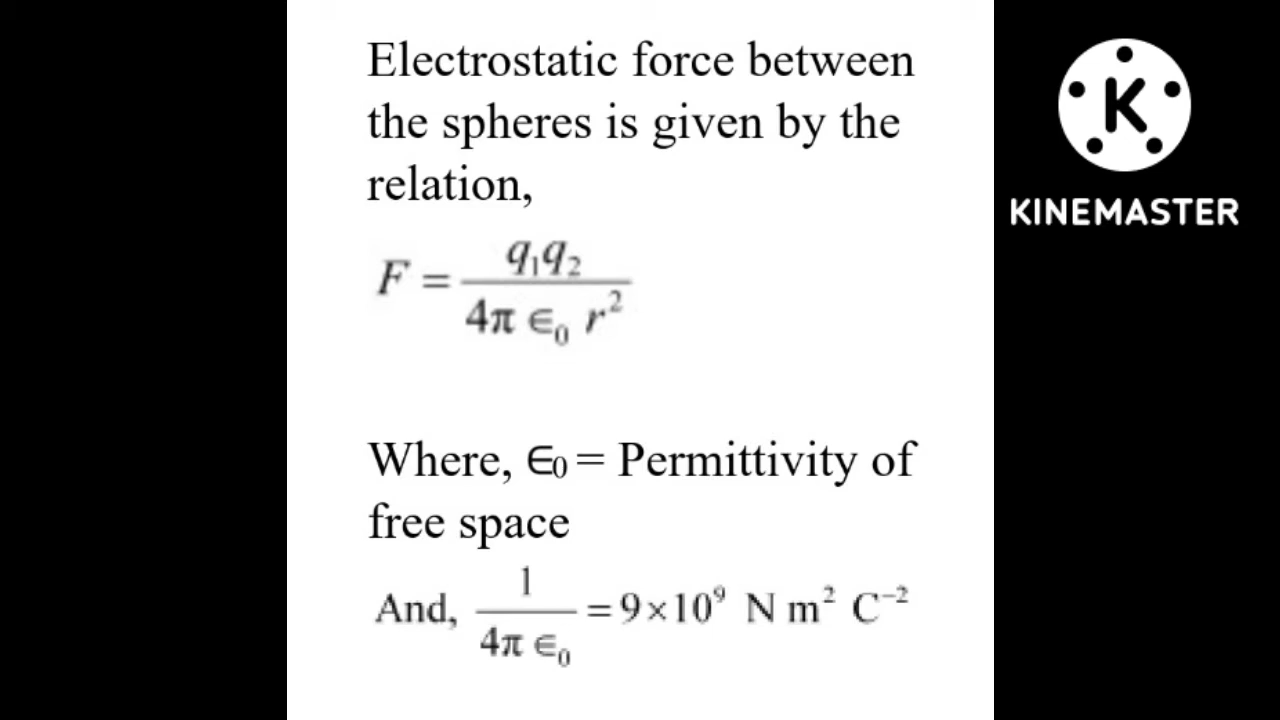 Electrostatic force between
the spheres is given by the
relation,
F = q₁q₂ / 4π ∈₀ r²
Where, ∈₀ = Permittivity of
free space
And, 1 / 4π ∈₀ = 9×10⁹ N m² C⁻²
K
KINEMASTER